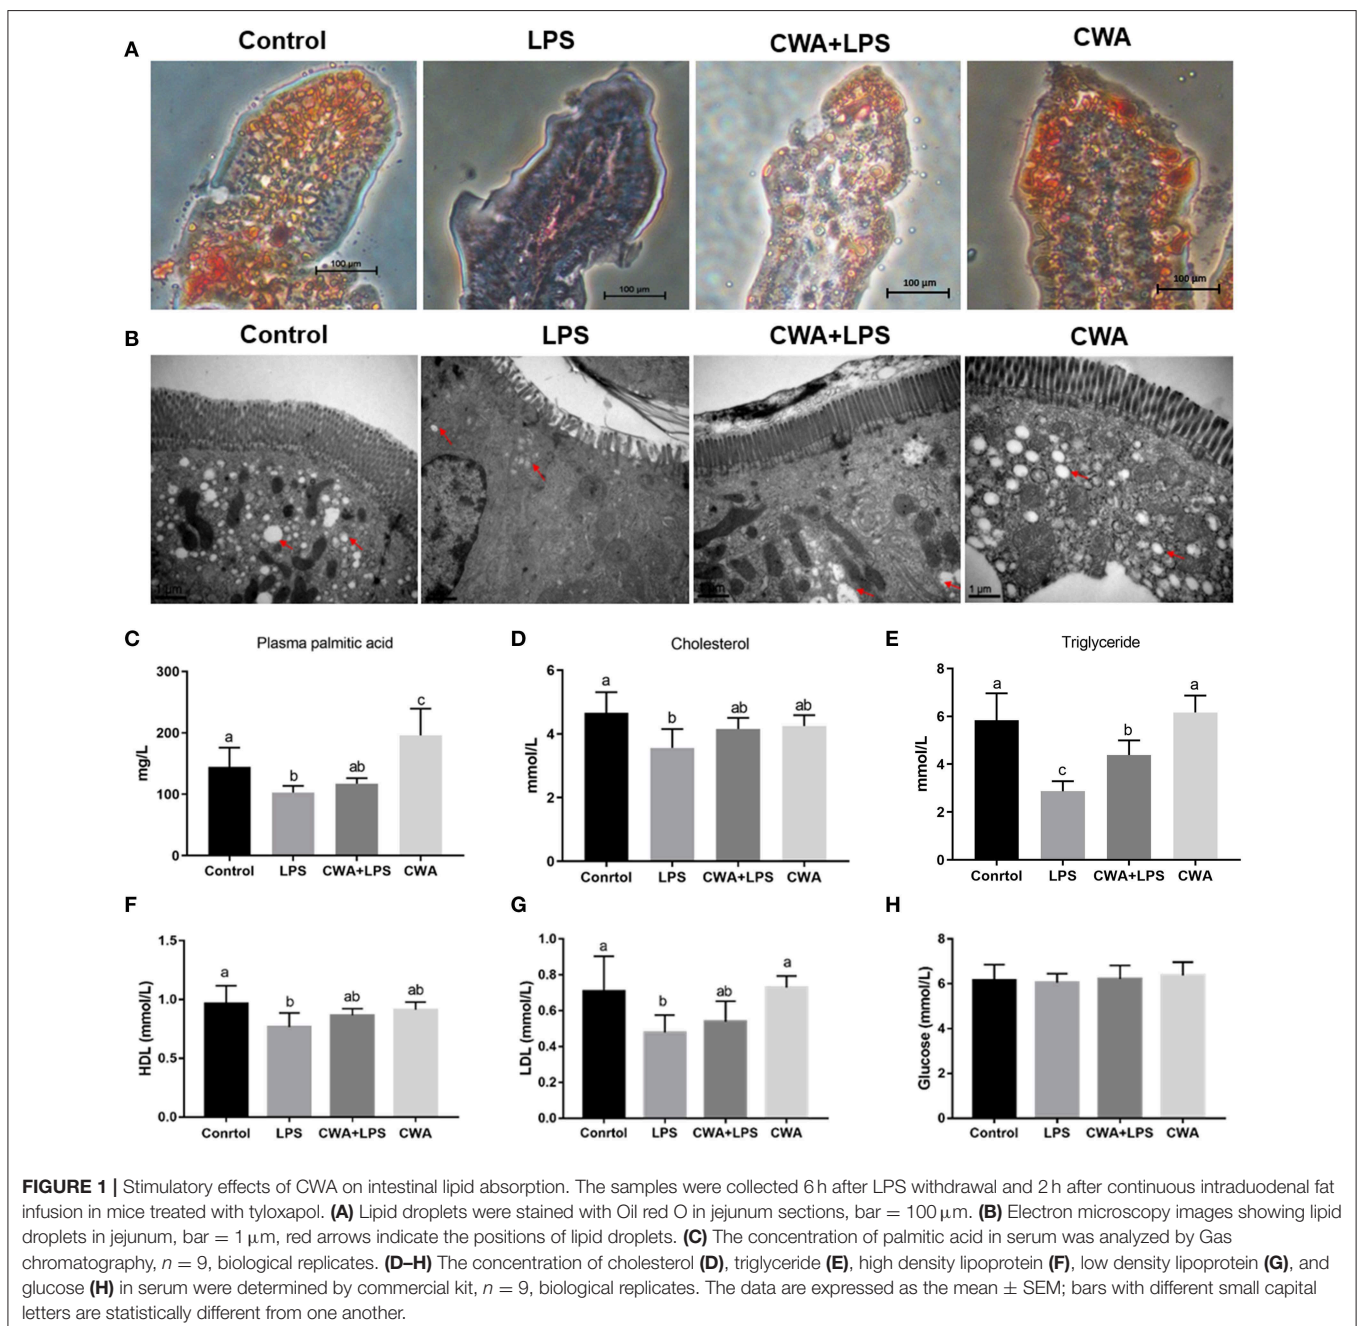 A
Control
LPS
CWA+LPS
CWA
100 µm
100 µm
100 µm
100 µm
B
Control
LPS
CWA+LPS
CWA
1 µm
1 µm
C
Plasma palmitic acid
mg/L
300
200
100
0
a
b
ab
c
Control
LPS
CWA+LPS
CWA
D
Cholesterol
mmol/L
6
4
2
0
a
b
ab
ab
Conrtol
LPS
CWA+LPS
CWA
E
Triglyceride
mmol/L
8
6
4
2
0
a
c
b
a
Conrtol
LPS
CWA+LPS
CWA
F
HDL (mmol/L)
1.5
1.0
0.5
0.0
a
b
ab
ab
Conrtol
LPS
CWA+LPS
CWA
G
LDL (mmol/L)
1.0
0.8
0.6
0.4
0.2
0.0
a
b
ab
a
Conrtol
LPS
CWA+LPS
CWA
H
Glucose (mmol/L)
8
6
4
2
0
Control
LPS
CWA+LPS
CWA
FIGURE 1 | Stimulatory effects of CWA on intestinal lipid absorption. The samples were collected 6 h after LPS withdrawal and 2 h after continuous intraduodenal fat
infusion in mice treated with tyloxapol. (A) Lipid droplets were stained with Oil red O in jejunum sections, bar = 100 µm. (B) Electron microscopy images showing lipid
droplets in jejunum, bar = 1 µm, red arrows indicate the positions of lipid droplets. (C) The concentration of palmitic acid in serum was analyzed by Gas
chromatography, n = 9, biological replicates. (D–H) The concentration of cholesterol (D), triglyceride (E), high density lipoprotein (F), low density lipoprotein (G), and
glucose (H) in serum were determined by commercial kit, n = 9, biological replicates. The data are expressed as the mean ± SEM; bars with different small capital
letters are statistically different from one another.